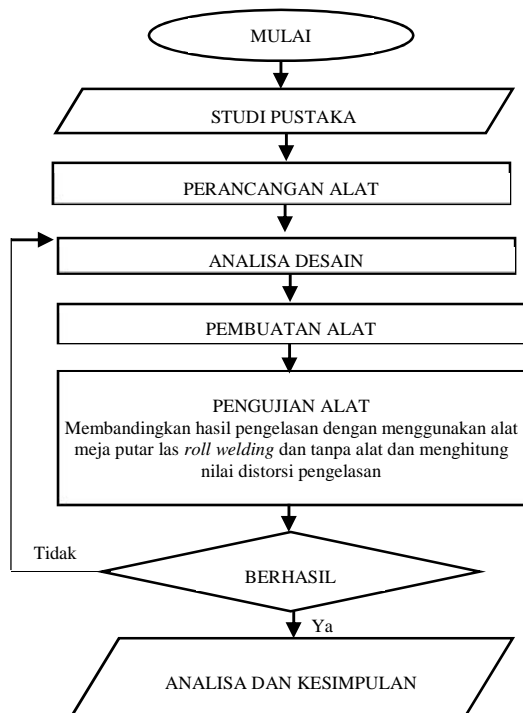 MULAI
STUDI PUSTAKA
PERANCANGAN ALAT
ANALISA DESAIN
PEMBUATAN ALAT
PENGUJIAN ALAT
Membandingkan hasil pengelasan dengan menggunakan alat
meja putar las roll welding dan tanpa alat dan menghitung
nilai distorsi pengelasan
Tidak
BERHASIL
Ya
ANALISA DAN KESIMPULAN